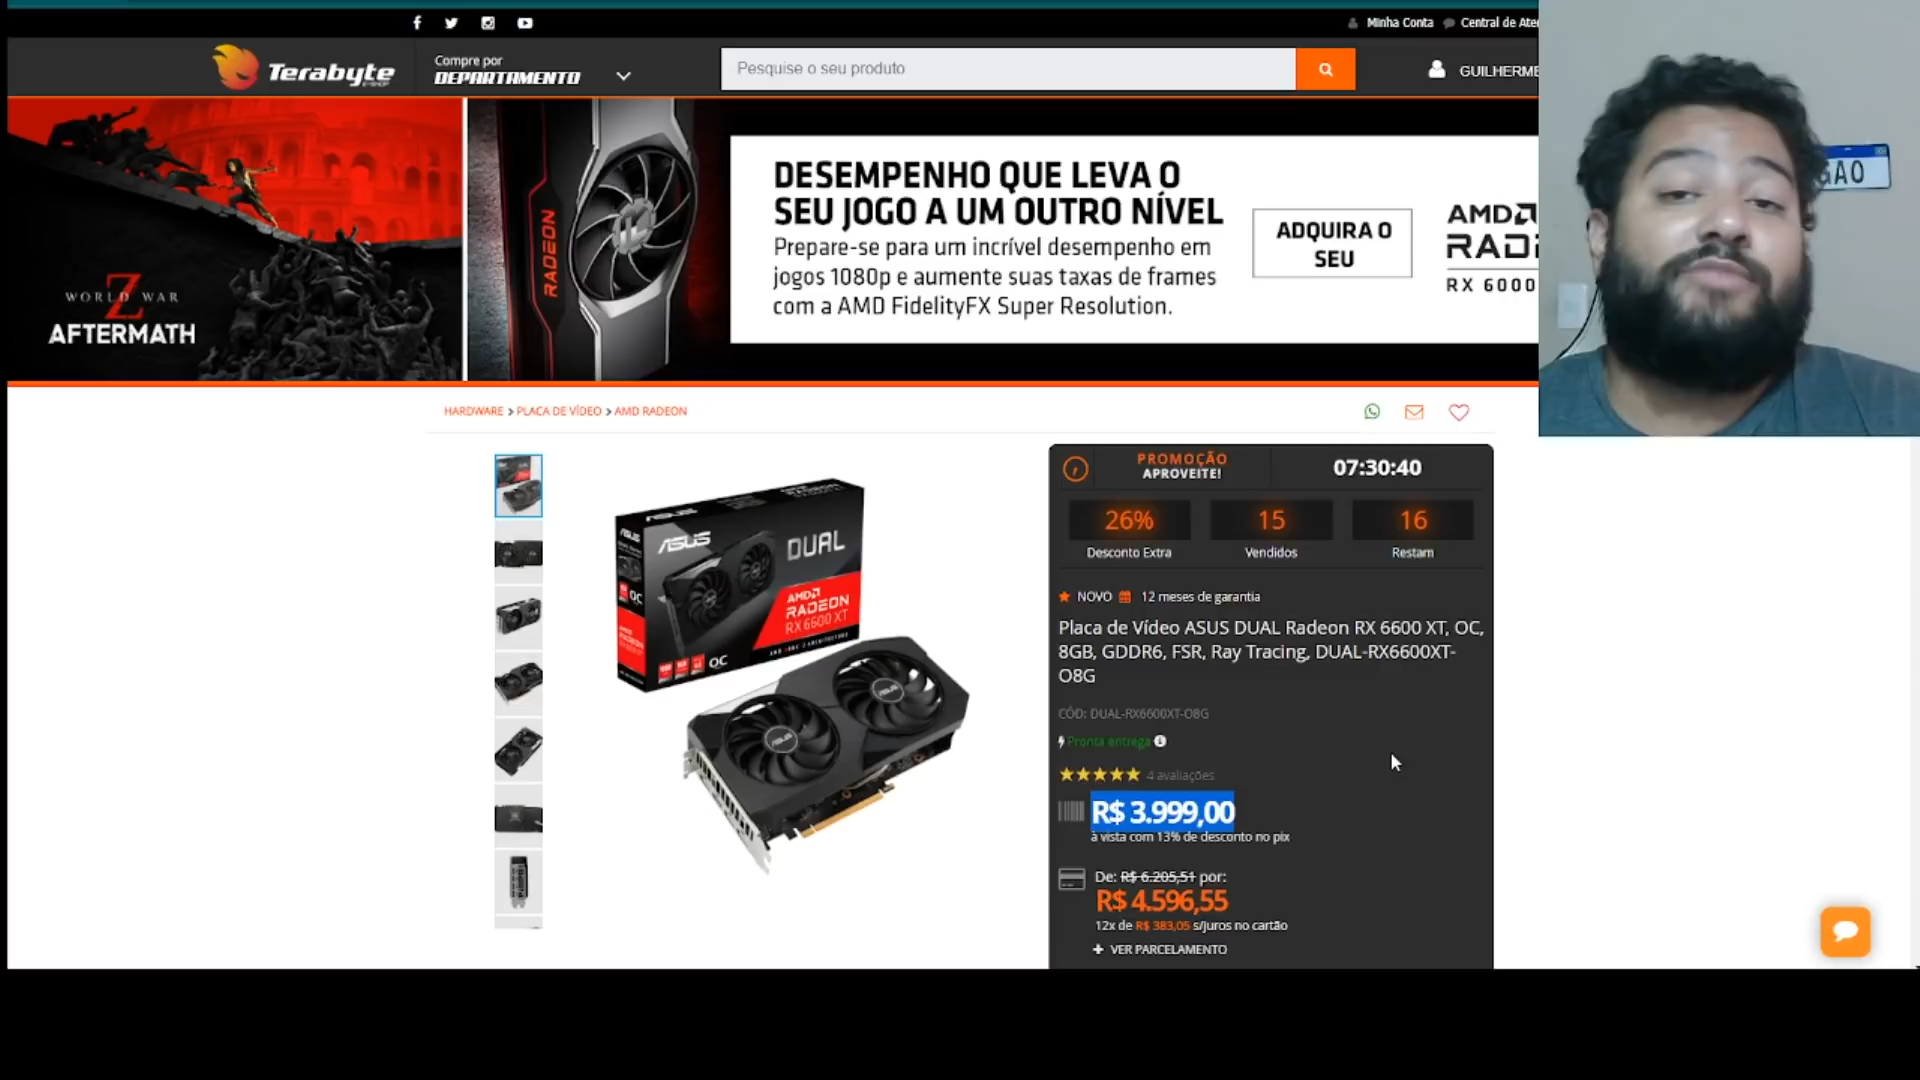 Minha Conta
Central de Ate
Terabyte
Compre por
DEPARTAMENTO
Pesquise o seu produto
GUILHERME
WORLD WAR
Z
AFTERMATH
RADEON
DESEMPENHO QUE LEVA O
SEU JOGO A UM OUTRO NÍVEL
Prepare-se para um incrível desempenho em
jogos 1080p e aumente suas taxas de frames
com a AMD FidelityFX Super Resolution.
ADQUIRA O
SEU
AMD
RADE
RX 6000
GAO
HARDWARE > PLACA DE VÍDEO > AMD RADEON
ASUS
DUAL
AMD
RADEON
RX 6600 XT
OC
PROMOÇÃO
APROVEITE!
07:30:40
26%
15
16
Desconto Extra
Vendidos
Restam
NOVO
12 meses de garantia
Placa de Vídeo ASUS DUAL Radeon RX 6600 XT, OC,
8GB, GDDR6, FSR, Ray Tracing, DUAL-RX6600XT-
O8G
CÓD: DUAL-RX6600XT-O8G
Pronta entrega
4 avaliações
R$ 3.999,00
à vista com 13% de desconto no pix
De: R$ 6.205,51 por:
R$ 4.596,55
12x de R$ 383,05 s/juros no cartão
+ VER PARCELAMENTO